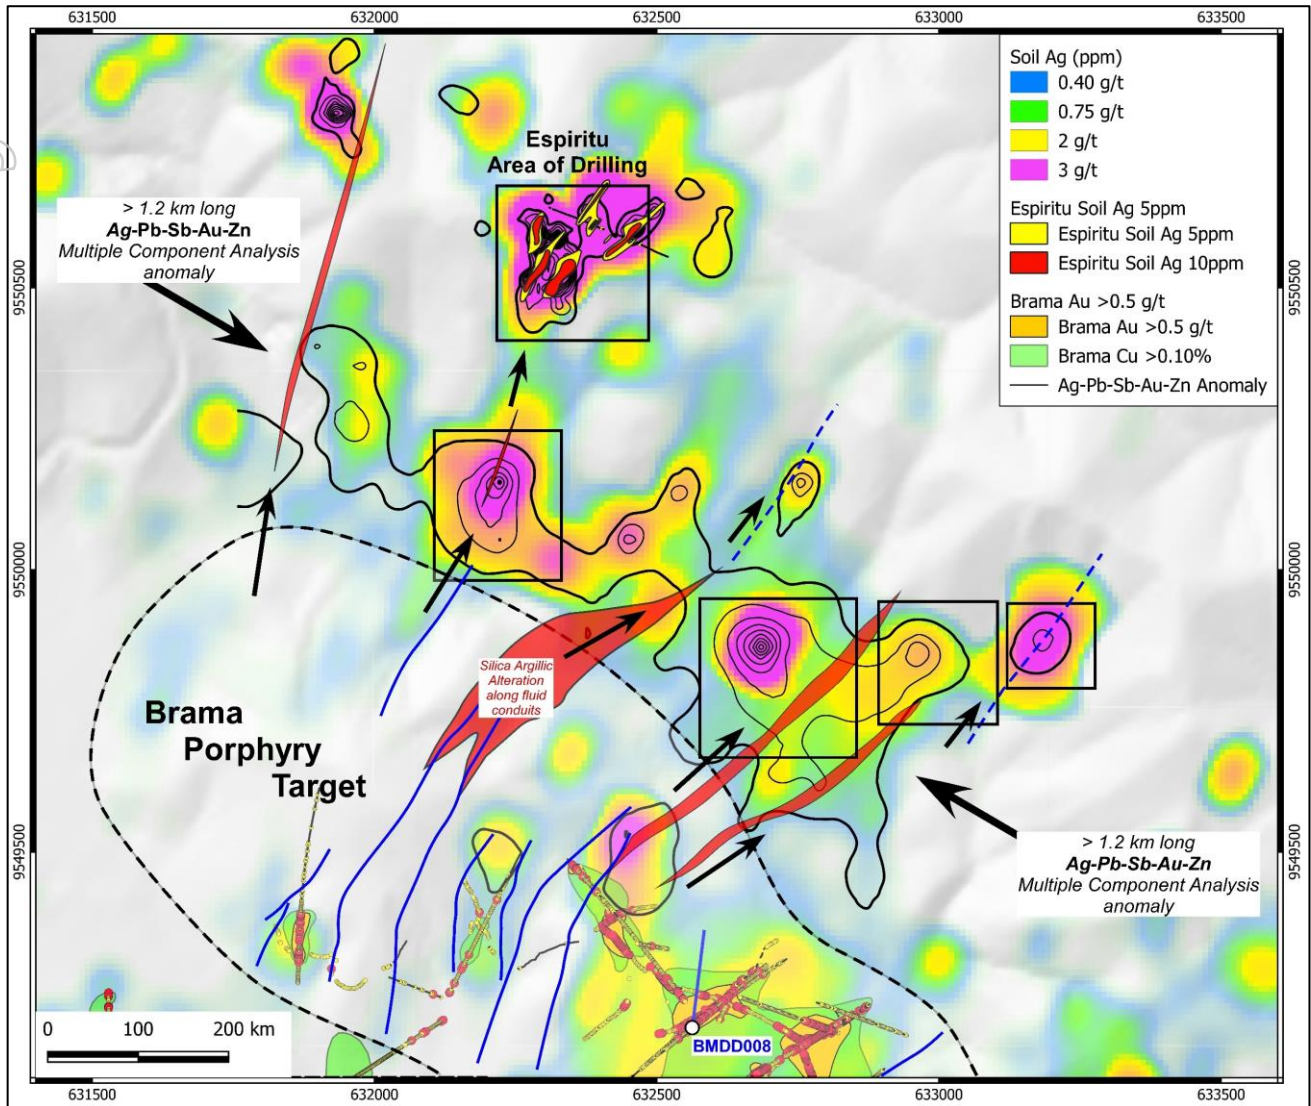 631500 632000 632500 633000 633500
Soil Ag (ppm)
0.40 g/t
0.75 g/t
2 g/t
3 g/t
Espiritu Soil Ag 5ppm
Espiritu Soil Ag 5ppm
Espiritu Soil Ag 10ppm
Brama Au >0.5 g/t
Brama Au >0.5 g/t
Brama Cu >0.10%
Ag-Pb-Sb-Au-Zn Anomaly
Espiritu
Area of Drilling
> 1.2 km long
Ag-Pb-Sb-Au-Zn
Multiple Component Analysis
anomaly
9550500
9550500
9550000
9550000
Silica Argillic
Alteration
along fluid
conduits
Brama
Porphyry
Target
9549500
9549500
> 1.2 km long
Ag-Pb-Sb-Au-Zn
Multiple Component Analysis
anomaly
0 100 200 km
BMDD008
631500 632000 632500 633000 633500